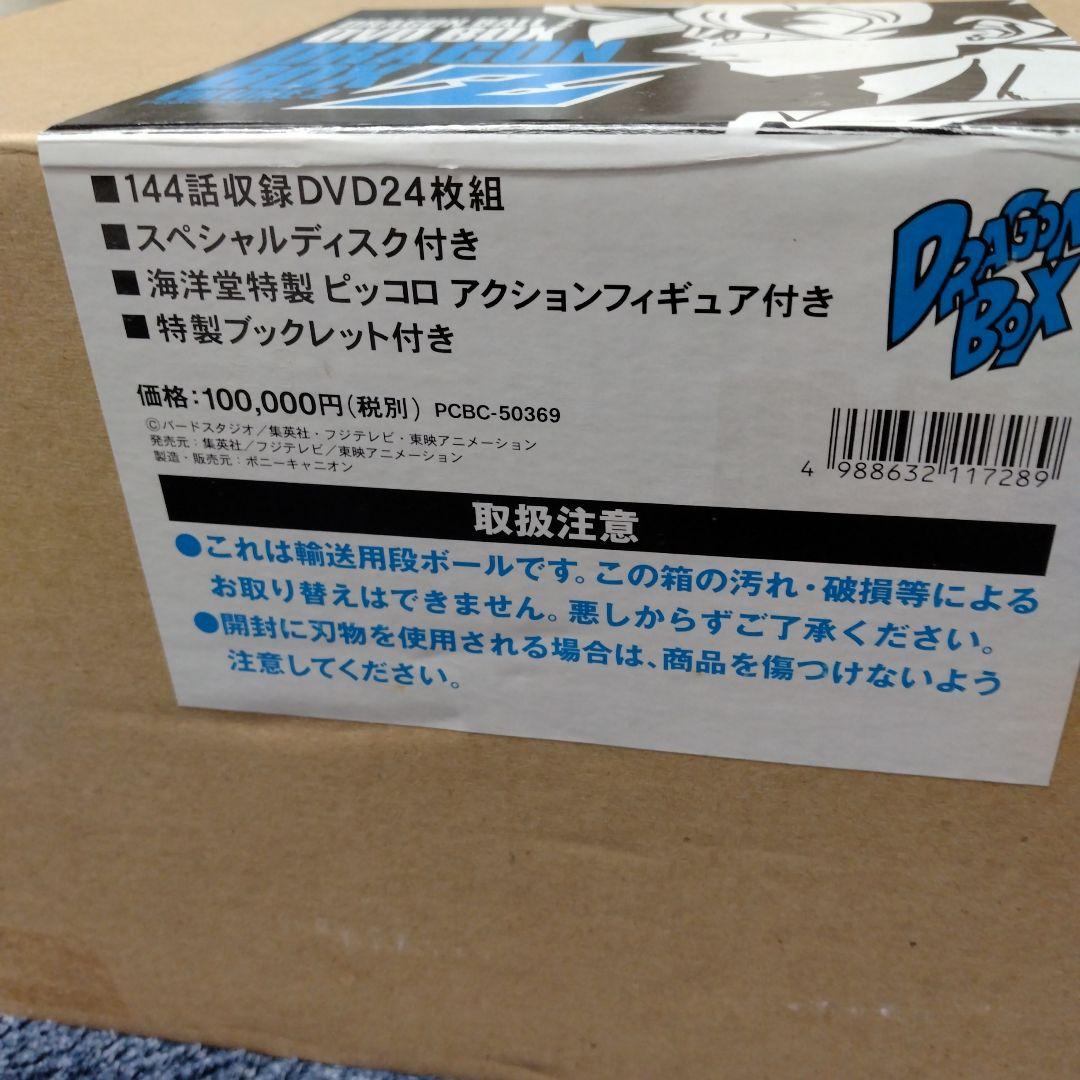 ■144話収録DVD24枚組
■スペシャルディスク付き
■海洋堂特製 ピッコロ アクションフィギュア付き
■特製ブックレット付き
DRAGON BOX
価格:100,000円(税別) PCBC-50369
Ⓒバードスタジオ/集英社・フジテレビ・東映アニメーション
発売元:集英社/フジテレビ/東映アニメーション
製造・販売元:ポニーキャニオン
4 988632 117289
取扱注意
●これは輸送用段ボールです。この箱の汚れ・破損等による
お取り替えはできません。悪しからずご了承ください。
●開封に刃物を使用される場合は、商品を傷つけないよう
注意してください。